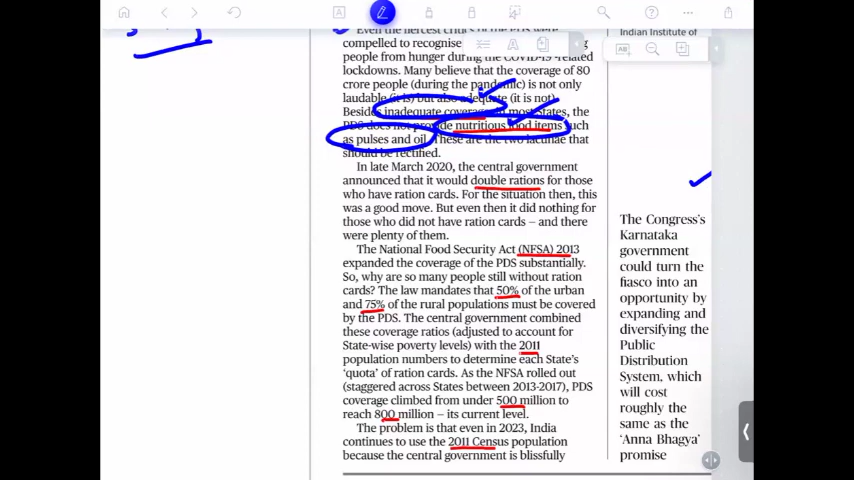 Even the fiercest critics of the PDS were
compelled to recognise
people from hunger during the COVID-19-related
lockdowns. Many believe that the coverage of 80
crore people (during the pandemic) is not only
laudable (it is) but also adequate (it is not).
Besides inadequate coverage in most States, the
PDS does not provide nutritious food items such
as pulses and oil. These are the two lacunae that
should be rectified.
In late March 2020, the central government
announced that it would double rations for those
who have ration cards. For the situation then, this
was a good move. But even then it did nothing for
those who did not have ration cards – and there
were plenty of them.
The National Food Security Act (NFSA) 2013
expanded the coverage of the PDS substantially.
So, why are so many people still without ration
cards? The law mandates that 50% of the urban
and 75% of the rural populations must be covered
by the PDS. The central government combined
these coverage ratios (adjusted to account for
State-wise poverty levels) with the 2011
population numbers to determine each State's
'quota' of ration cards. As the NFSA rolled out
(staggered across States between 2013-2017), PDS
coverage climbed from under 500 million to
reach 800 million – its current level.
The problem is that even in 2023, India
continues to use the 2011 Census population
because the central government is blissfully
Indian Institute of
The Congress's
Karnataka
government
could turn the
fiasco into an
opportunity by
expanding and
diversifying the
Public
Distribution
System, which
will cost
roughly the
same as the
'Anna Bhagya'
promise